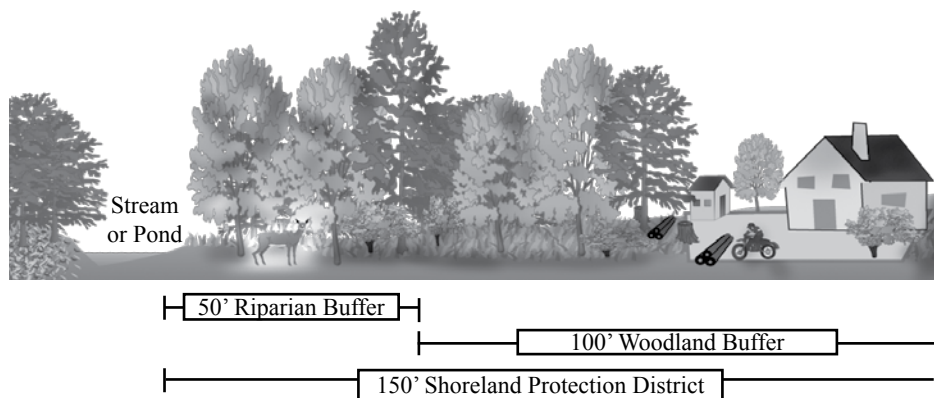 Stream
or Pond
50’ Riparian Buffer
100’ Woodland Buffer
150’ Shoreland Protection District